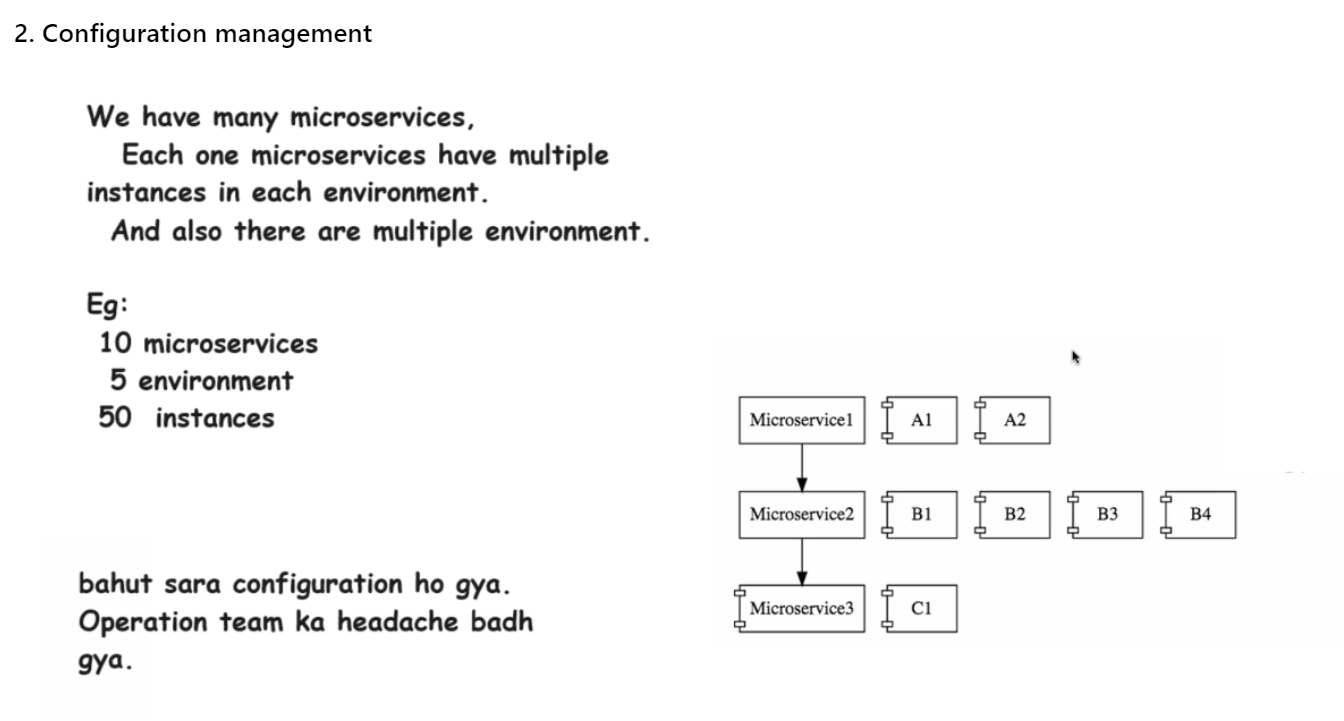 2. Configuration management
We have many microservices,
Each one microservices have multiple
instances in each environment.
And also there are multiple environment.
Eg:
10 microservices
5 environment
50 instances
Microservice1 A1 A2
Microservice2 B1 B2 B3 B4
Microservice3 C1
bahut sara configuration ho gya.
Operation team ka headache badh
gya.